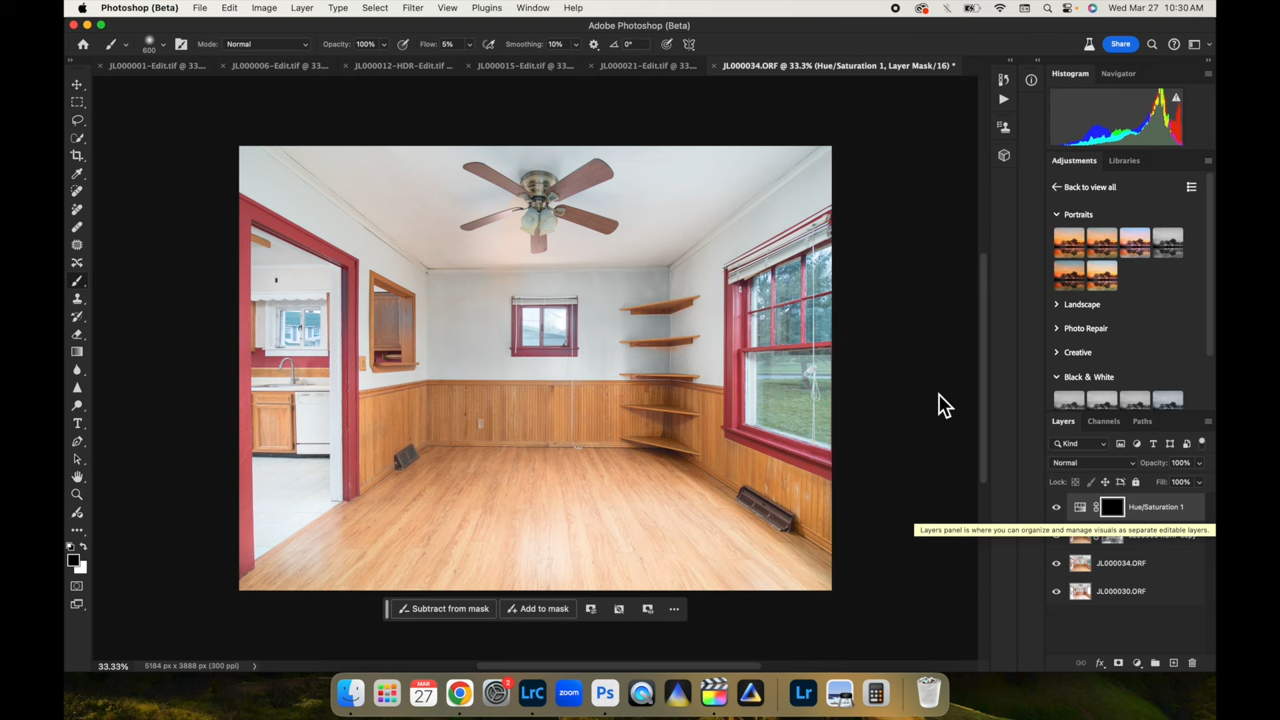 Photoshop (Beta) File Edit Image Layer Type Select Filter View Plugins Window Help Wed Mar 27 10:30 AM
Adobe Photoshop (Beta)
600 Mode: Normal Opacity: 100% Flow: 5% Smoothing: 10% 0° Share
JL000001-Edit.tif @ 33.... JL000006-Edit.tif @ 33.... JL000012-HDR-Edit.tif ... JL000015-Edit.tif @ 33.... JL000021-Edit.tif @ 33.... JL000034.ORF @ 33.3% (Hue/Saturation 1, Layer Mask/16) *
Histogram Navigator
Adjustments Libraries
Back to view all
Portraits
Landscape
Photo Repair
Creative
Black & White
Layers Channels Paths
Kind
Normal Opacity: 100%
Lock: Fill: 100%
Hue/Saturation 1
Layers panel is where you can organize and manage visuals as separate editable layers.
JL000034.ORF
JL000030.ORF
Subtract from mask Add to mask
33.33% 5184 px x 3888 px (300 ppi)
MAR
27 2 LrC zoom Ps Lr